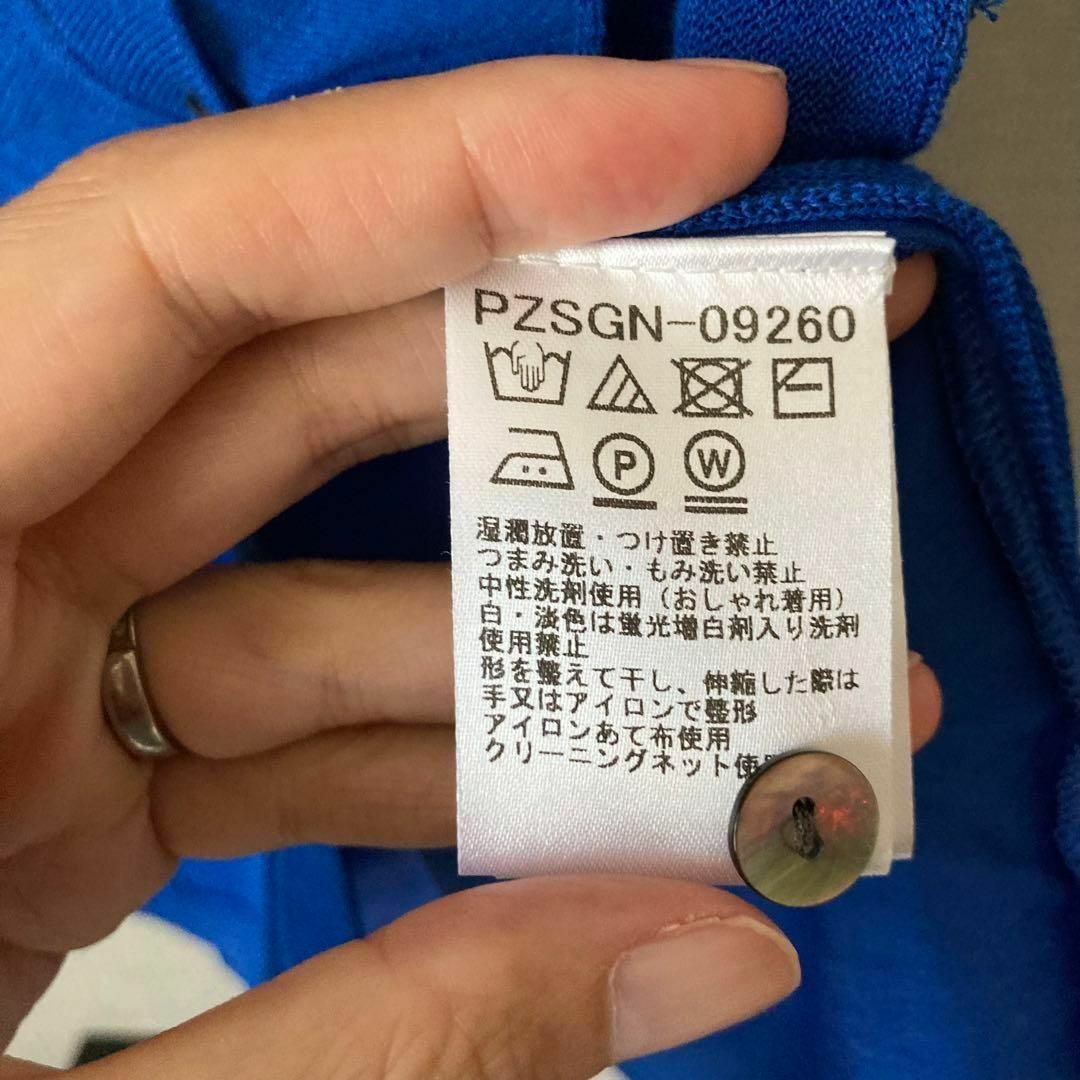 PZSGN-09260
P W
湿潤放置・つけ置き禁止
つまみ洗い・もみ洗い禁止
中性洗剤使用（おしゃれ着用）
白・淡色は蛍光増白剤入り洗剤
使用禁止
形を整えて干し、伸縮した際は
手又はアイロンで整形
アイロンあて布使用
クリーニングネット使